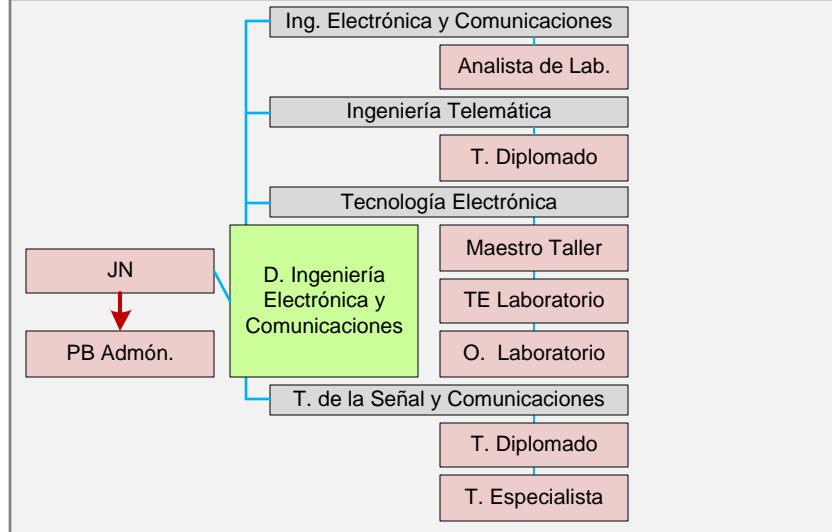 Ing. Electrónica y Comunicaciones
Analista de Lab.
Ingeniería Telemática
T. Diplomado
Tecnología Electrónica
Maestro Taller
JN
D. Ingeniería
Electrónica y
Comunicaciones
TE Laboratorio
PB Admón.
O. Laboratorio
T. de la Señal y Comunicaciones
T. Diplomado
T. Especialista